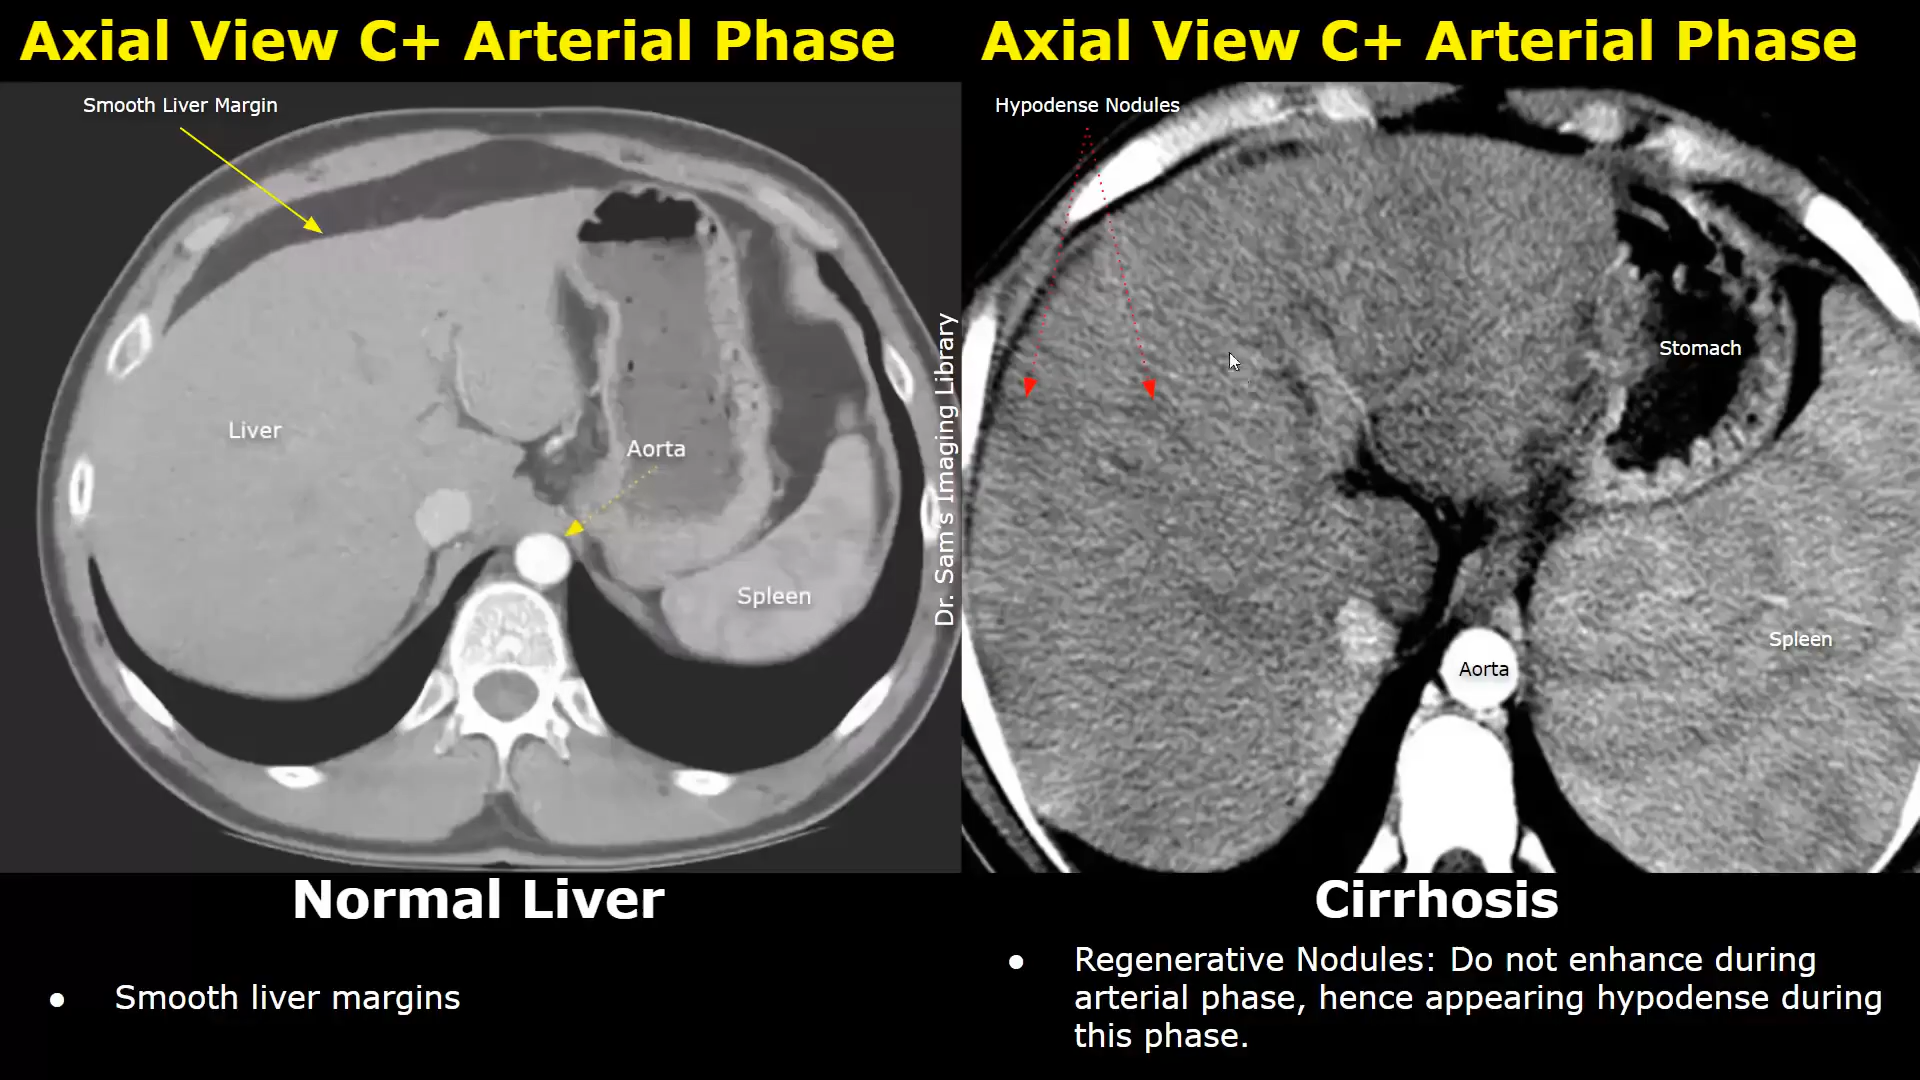 Axial View C+ Arterial Phase
Smooth Liver Margin
Liver
Aorta
Spleen
Normal Liver
● Smooth liver margins
Dr. Sam's Imaging Library
Axial View C+ Arterial Phase
Hypodense Nodules
Stomach
Spleen
Aorta
Cirrhosis
● Regenerative Nodules: Do not enhance during
arterial phase, hence appearing hypodense during
this phase.